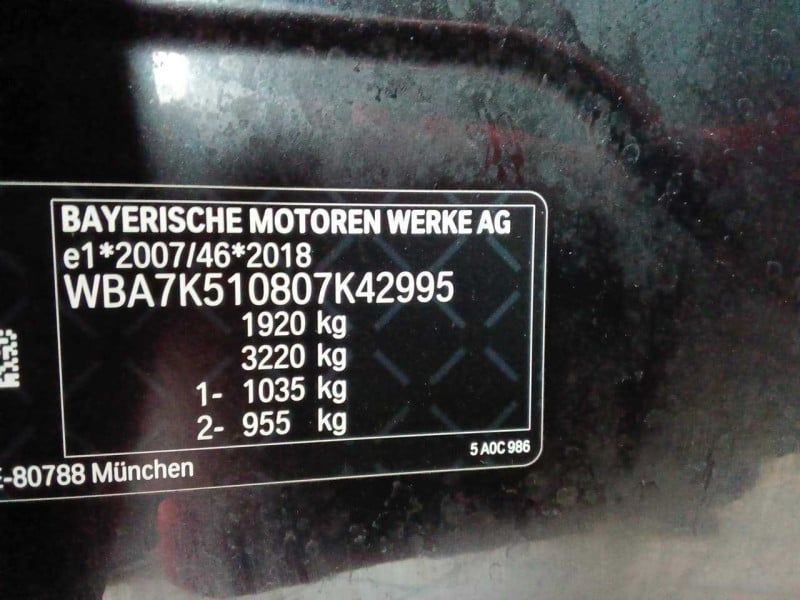 BAYERISCHE MOTOREN WERKE AG
e1*2007/46*2018
WBA7K510807K42995
1920 kg
3220 kg
1- 1035 kg
2- 955 kg
5 A0C 986
-80788 München